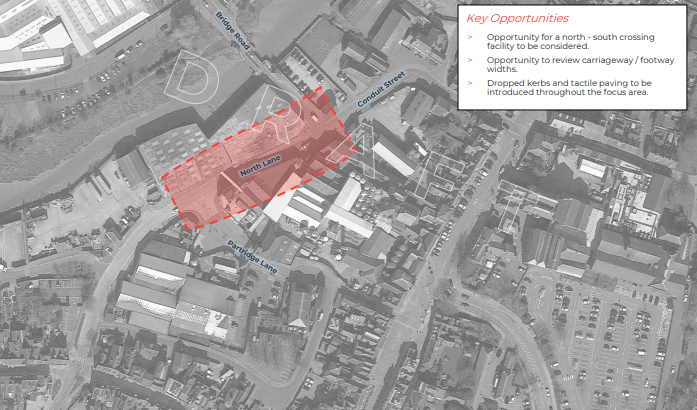 Key Opportunities
> Opportunity for a north - south crossing
facility to be considered.
> Opportunity to review carriageway / footway
widths.
> Dropped kerbs and tactile paving to be
introduced throughout the focus area.
Bridge Road
Conduit Street
North Lane
Partridge Lane
DRAFT